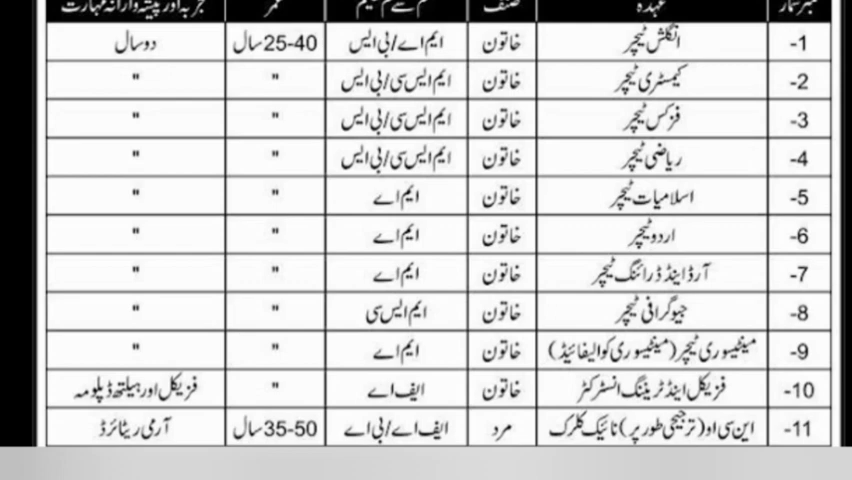 نمبر شمار عہدہ صنف کم سے کم تعلیم عمر تجربہ اور پیشہ وارانہ مہارت
1- انگلش ٹیچر خاتون ایم اے/بی ایس 25-40 سال دو سال
2- کیمسٹری ٹیچر خاتون ایم ایس سی/بی ایس " "
3- فزکس ٹیچر خاتون ایم ایس سی/بی ایس " "
4- ریاضی ٹیچر خاتون ایم ایس سی/بی ایس " "
5- اسلامیات ٹیچر خاتون ایم اے " "
6- اردو ٹیچر خاتون ایم اے " "
7- آرڈ اینڈ ڈرائنگ ٹیچر خاتون ایم اے " "
8- جیوگرافی ٹیچر خاتون ایم ایس سی " "
9- مینٹیسوری ٹیچر (مینٹیسوری کوالیفائیڈ) خاتون ایم اے " "
10- فزیکل اینڈ ٹریننگ انسٹرکٹر خاتون ایف اے " فزیکل اور ہیلتھ ڈپلومہ
11- این سی او (ترجیحی طور پر) نائیک کلرک مرد ایف اے/بی اے 35-50 سال آرمی ریٹائرڈ